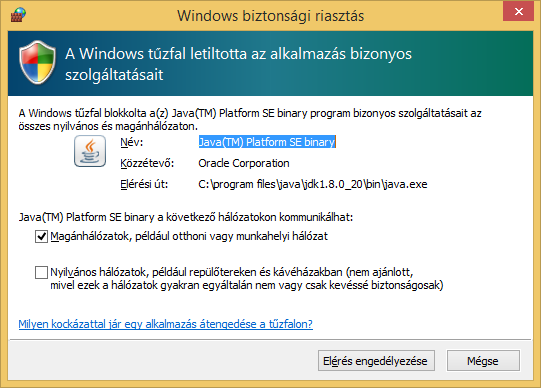 Windows biztonsági riasztás
A Windows tűzfal letiltotta az alkalmazás bizonyos
szolgáltatásait
A Windows tűzfal blokkolta a(z) Java(TM) Platform SE binary program bizonyos szolgáltatásait az
összes nyilvános és magánhálózaton.
Név: Java(TM) Platform SE binary
Közzétevő: Oracle Corporation
Elérési út: C:\program files\java\jdk1.8.0_20\bin\java.exe
Java(TM) Platform SE binary a következő hálózatokon kommunikálhat:
Magánhálózatok, például otthoni vagy munkahelyi hálózat
Nyilvános hálózatok, például repülőtereken és kávéházakban (nem ajánlott,
mivel ezek a hálózatok gyakran egyáltalán nem vagy csak kevéssé biztonságosak)
Milyen kockázattal jár egy alkalmazás átengedése a tűzfalon?
Elérés engedélyezése Mégse